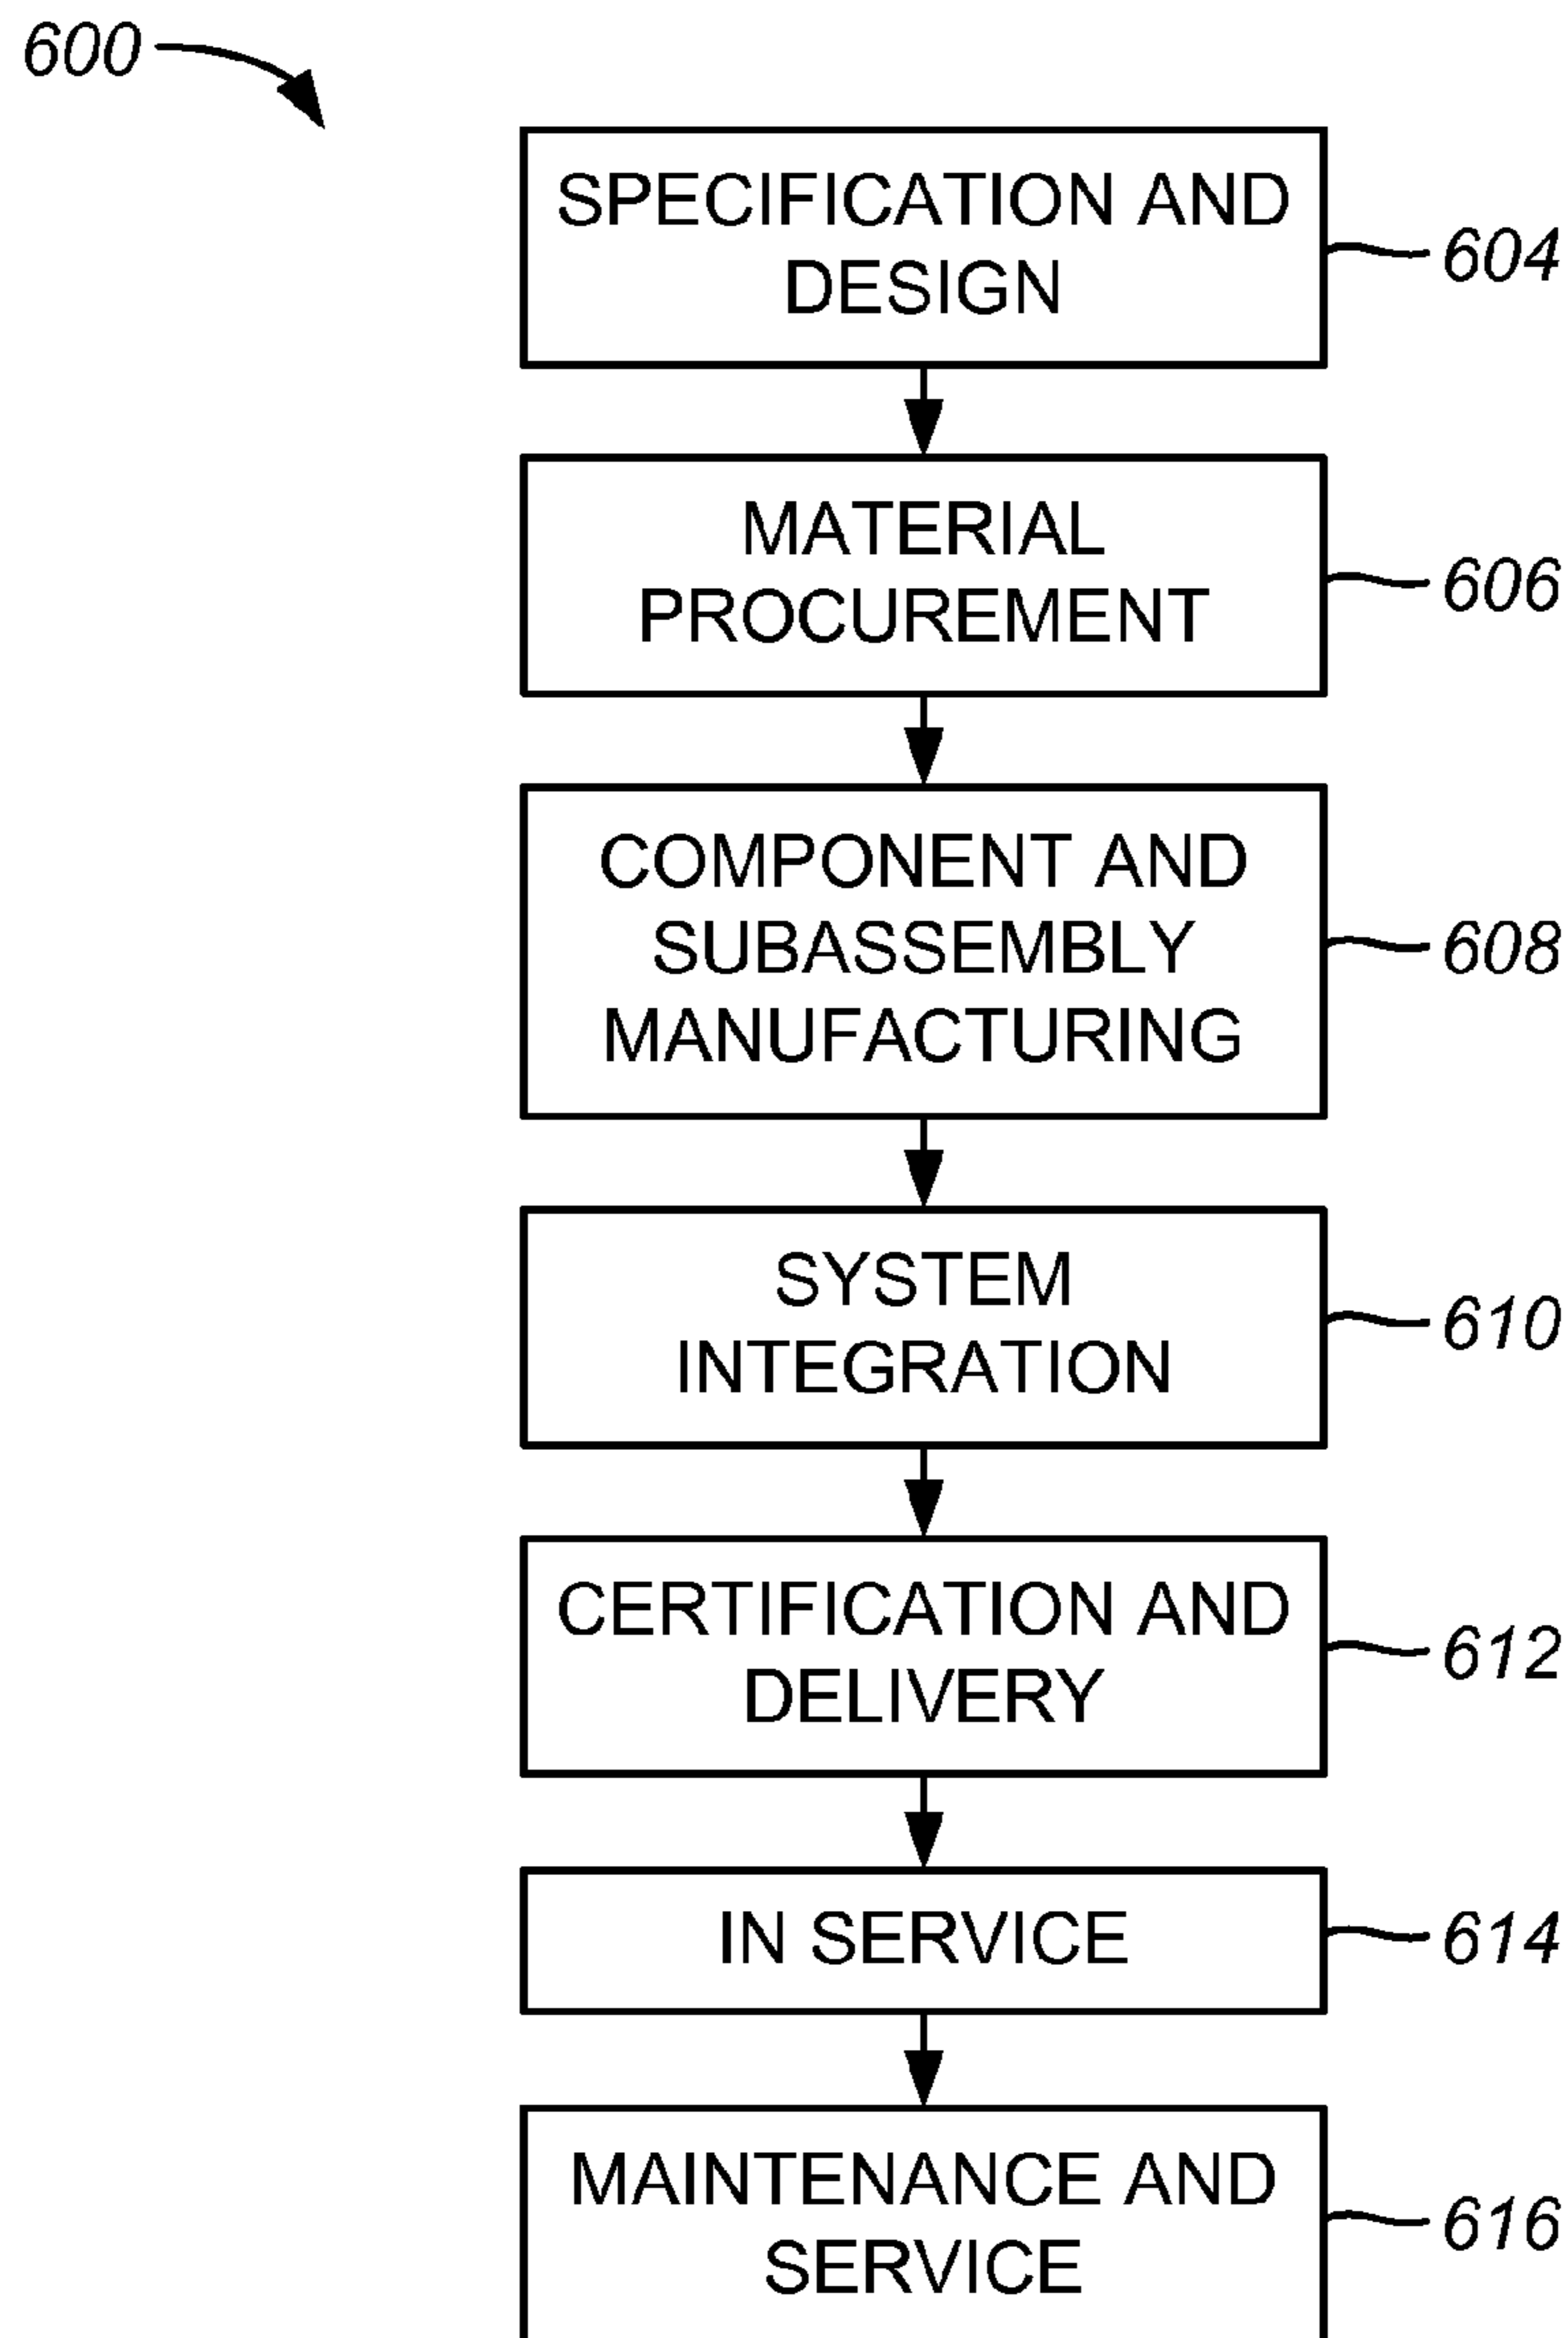 600
SPECIFICATION AND
DESIGN
604
MATERIAL
PROCUREMENT
606
COMPONENT AND
SUBASSEMBLY
MANUFACTURING
608
SYSTEM
INTEGRATION
610
CERTIFICATION AND
DELIVERY
612
IN SERVICE
614
MAINTENANCE AND
SERVICE
616